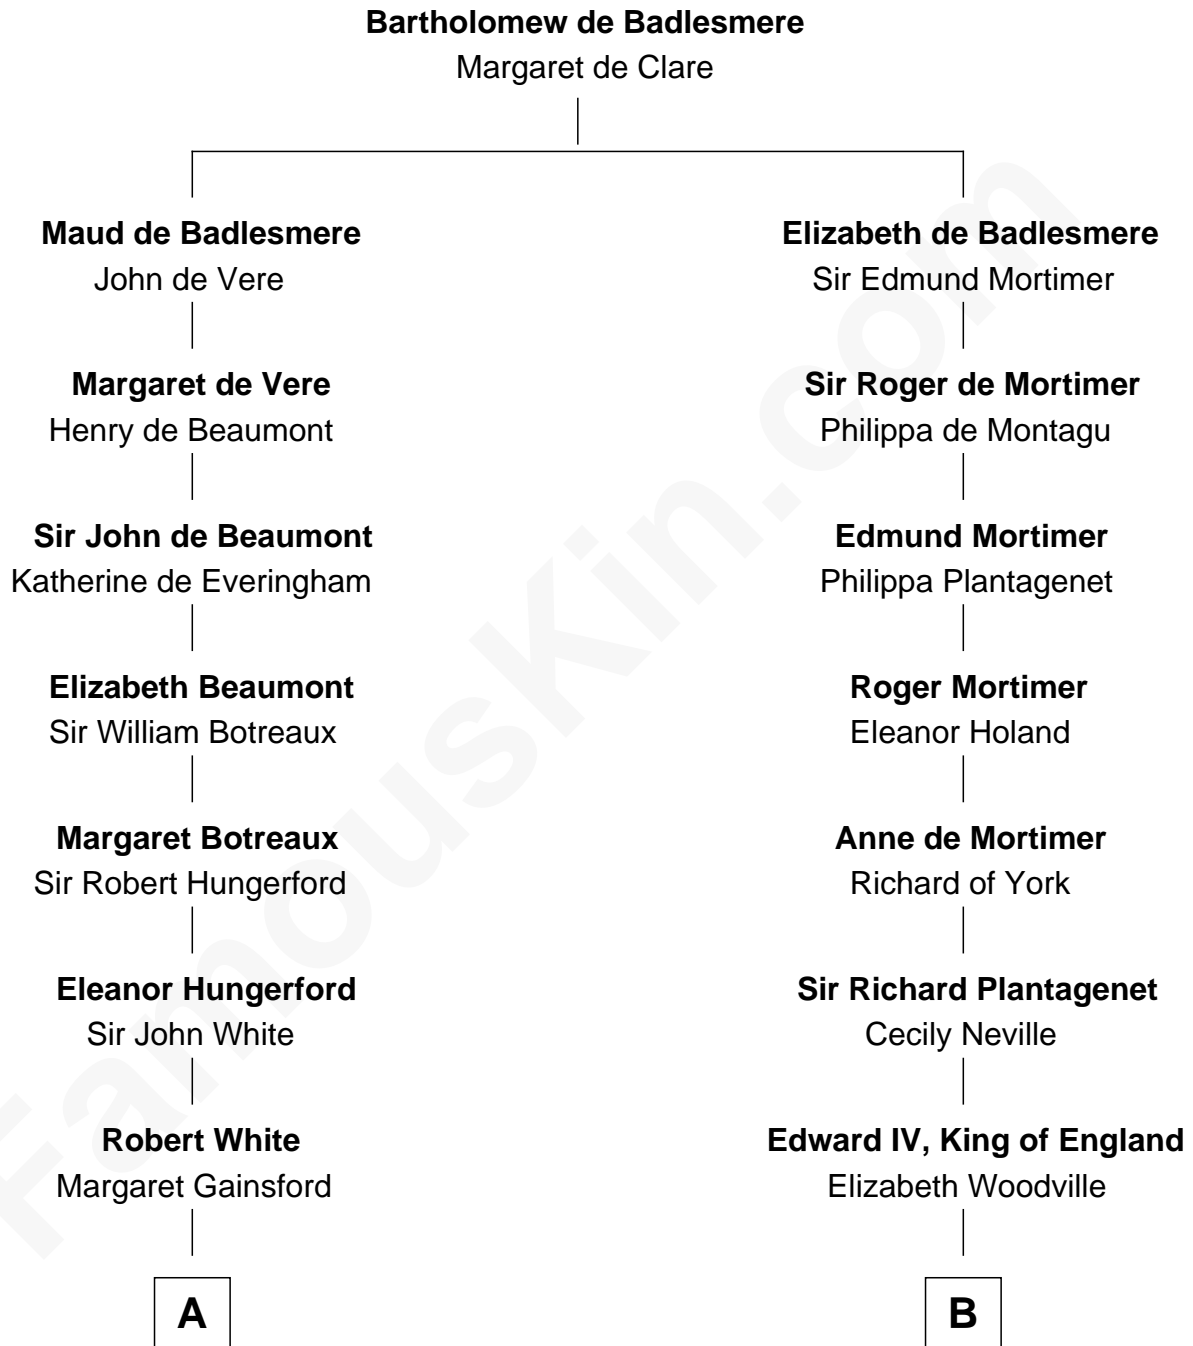 Bartholomew de Badlesmere
Margaret de Clare
Maud de Badlesmere
John de Vere
Elizabeth de Badlesmere
Sir Edmund Mortimer
Margaret de Vere
Henry de Beaumont
Sir Roger de Mortimer
Philippa de Montagu
Sir John de Beaumont
Katherine de Everingham
Edmund Mortimer
Philippa Plantagenet
Elizabeth Beaumont
Sir William Botreaux
Roger Mortimer
Eleanor Holand
Margaret Botreaux
Sir Robert Hungerford
Anne de Mortimer
Richard of York
Eleanor Hungerford
Sir John White
Sir Richard Plantagenet
Cecily Neville
Robert White
Margaret Gainsford
Edward IV, King of England
Elizabeth Woodville
A
B
FamousKin.com